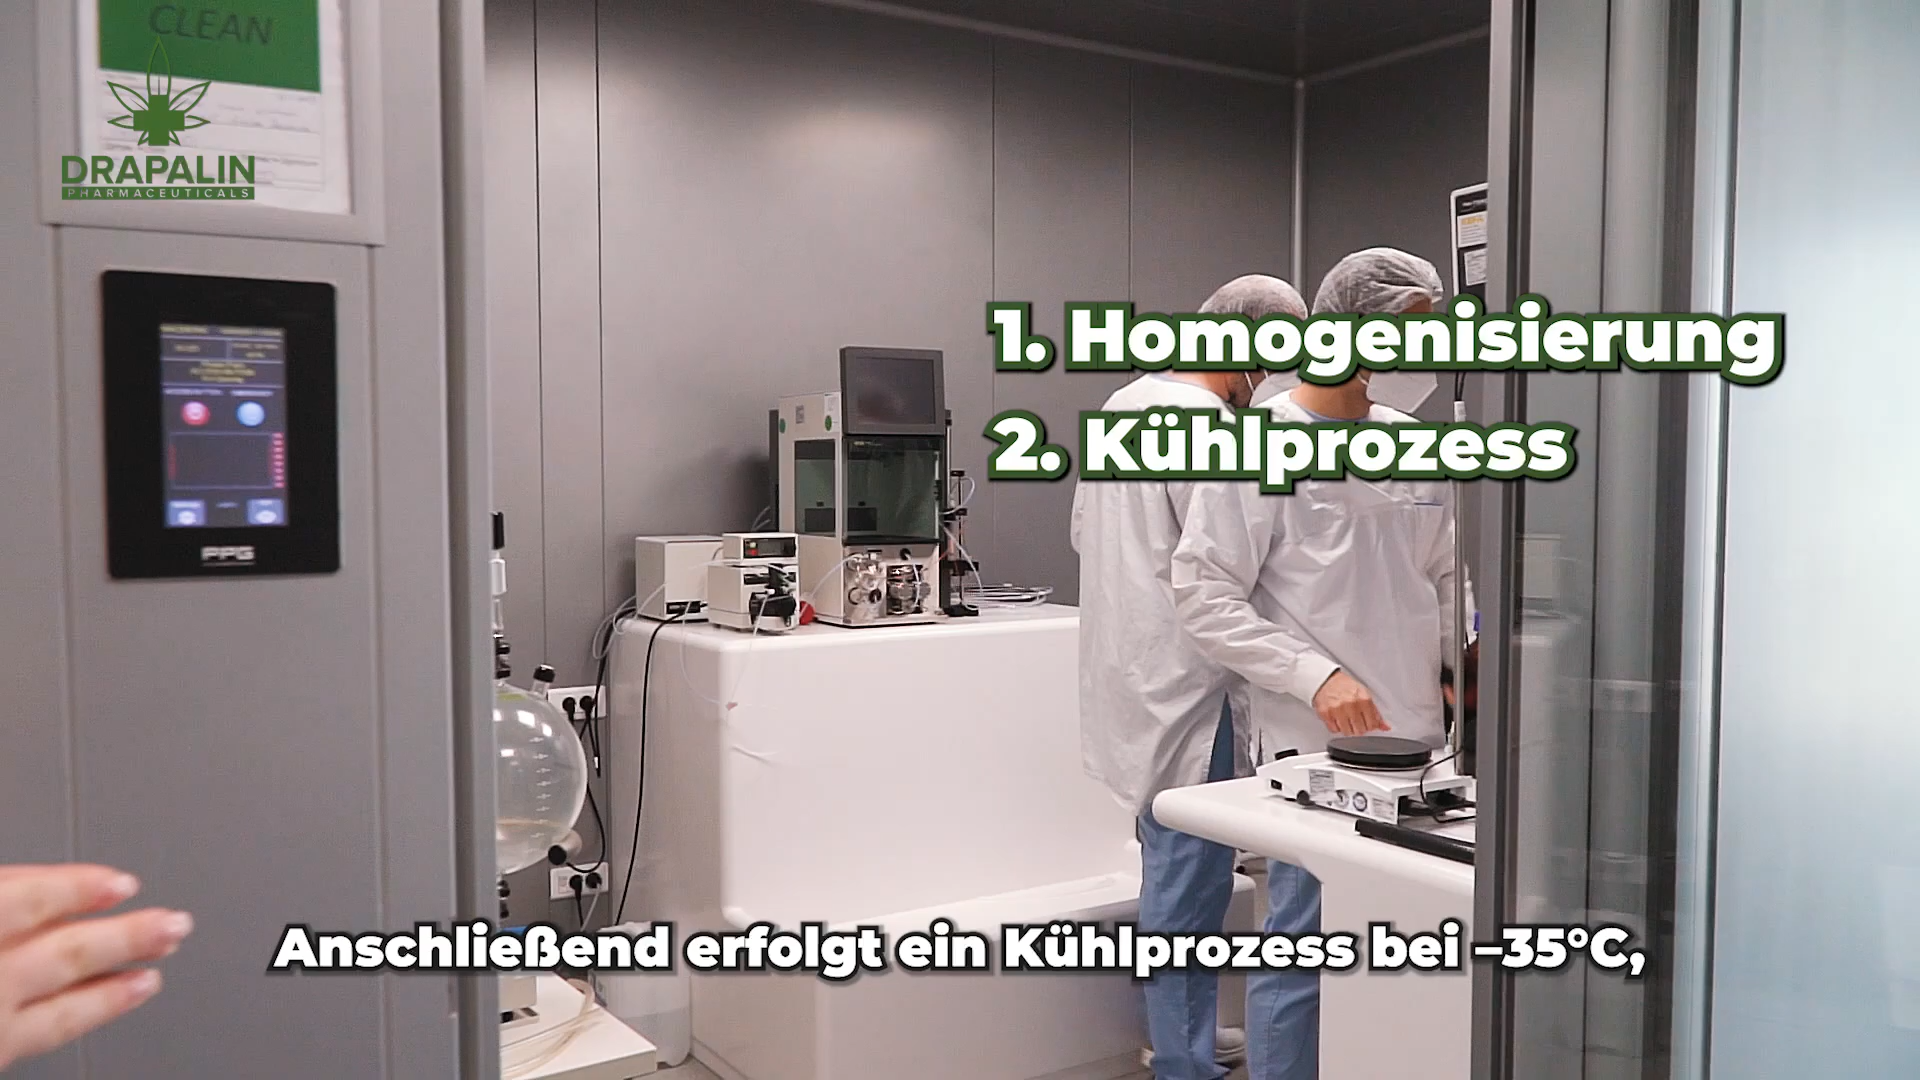 CLEAN
DRAPALIN
PHARMACEUTICALS
1. Homogenisierung
2. Kühlprozess
PPG
Anschließend erfolgt ein Kühlprozess bei –35°C,